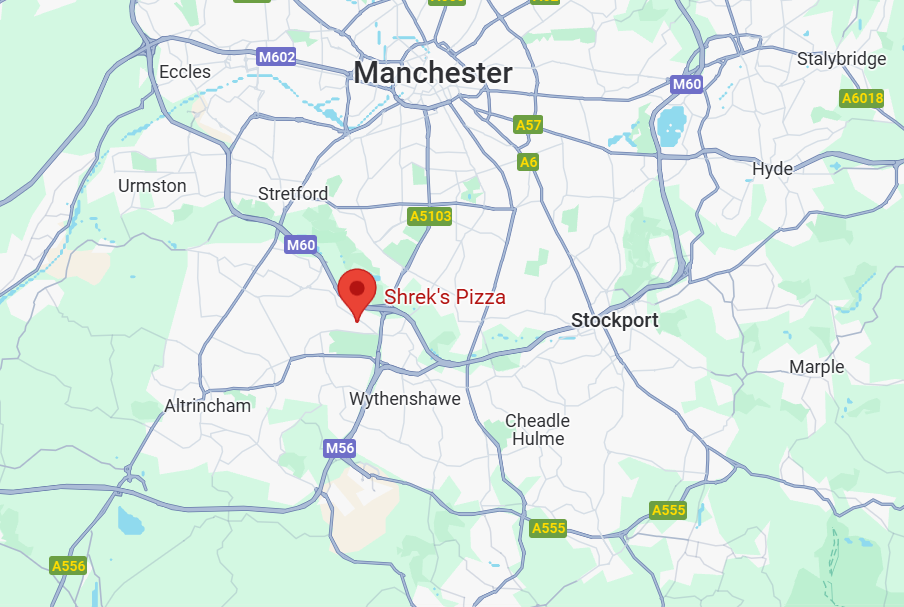 M602
Eccles
Manchester
Stalybridge
M60
A6018
A57
A6
Hyde
Urmston
Stretford
A5103
M60
Shrek's Pizza
Stockport
Marple
Altrincham
Wythenshawe
Cheadle
Hulme
M56
A555
A555
A556